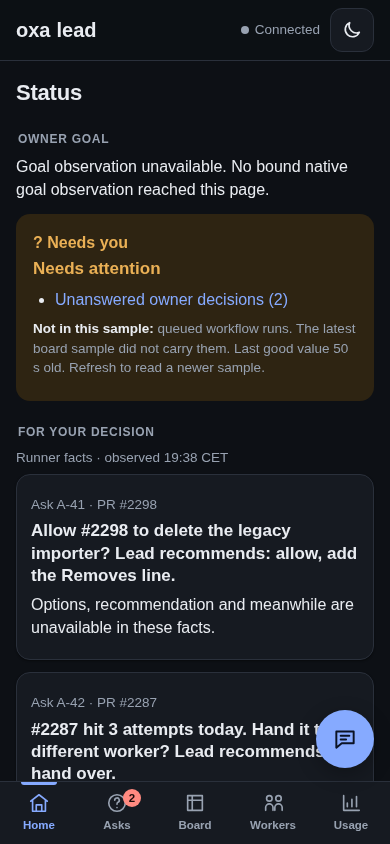 oxa lead
Connected
Status
OWNER GOAL
Goal observation unavailable. No bound native
goal observation reached this page.
? Needs you
Needs attention
• Unanswered owner decisions (2)
Not in this sample: queued workflow runs. The latest
board sample did not carry them. Last good value 50
s old. Refresh to read a newer sample.
FOR YOUR DECISION
Runner facts · observed 19:38 CET
Ask A-41 · PR #2298
Allow #2298 to delete the legacy
importer? Lead recommends: allow, add
the Removes line.
Options, recommendation and meanwhile are
unavailable in these facts.
Ask A-42 · PR #2287
#2287 hit 3 attempts today. Hand it
different worker? Lead recommends
hand over.
2
Home
Asks
Board
Workers
Usage